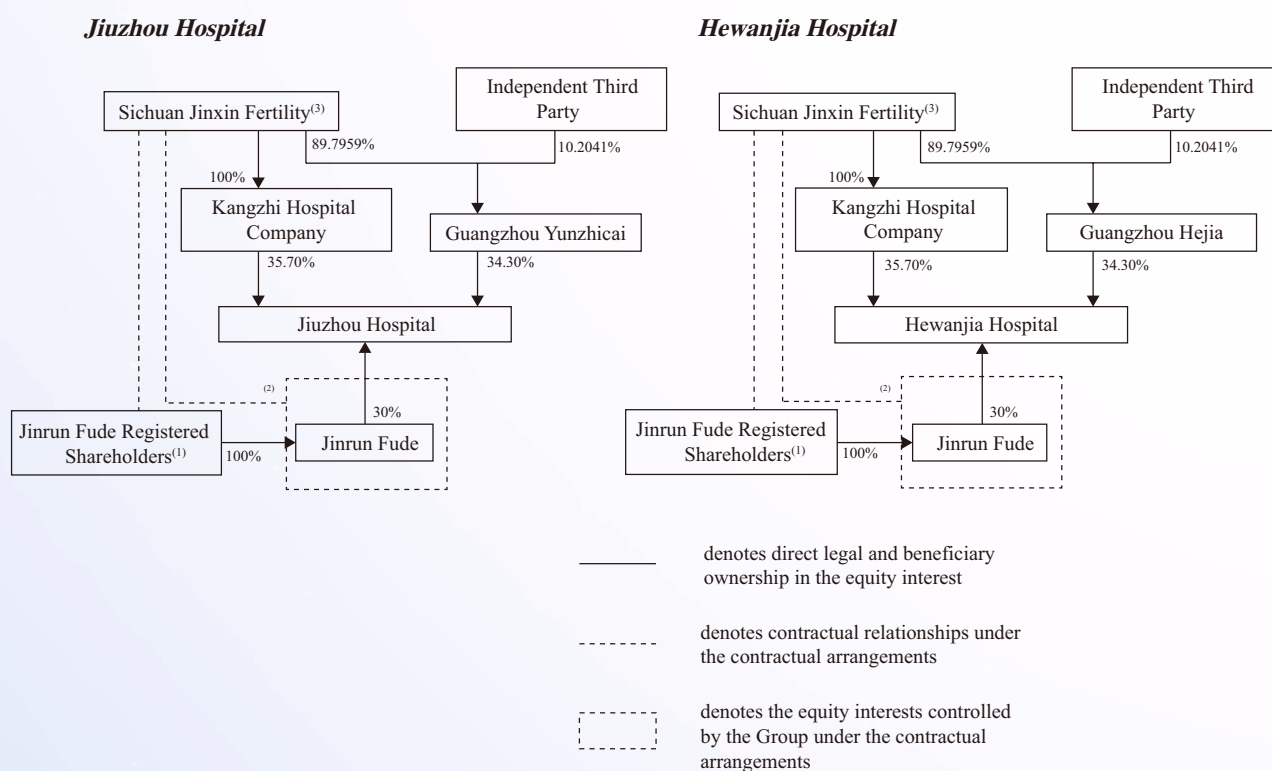 Jiuzhou Hospital
Sichuan Jinxin Fertility(3)
Independent Third
Party
89.7959%
10.2041%
100%
Kangzhi Hospital
Company
Guangzhou Yunzhicai
35.70%
34.30%
Jiuzhou Hospital
(2)
30%
Jinrun Fude Registered
Shareholders(1)
100%
Jinrun Fude
Hewanjia Hospital
Sichuan Jinxin Fertility(3)
Independent Third
Party
89.7959%
10.2041%
100%
Kangzhi Hospital
Company
Guangzhou Hejia
35.70%
34.30%
Hewanjia Hospital
(2)
30%
Jinrun Fude Registered
Shareholders(1)
100%
Jinrun Fude
denotes direct legal and beneficiary
ownership in the equity interest
denotes contractual relationships under
the contractual arrangements
denotes the equity interests controlled
by the Group under the contractual
arrangements